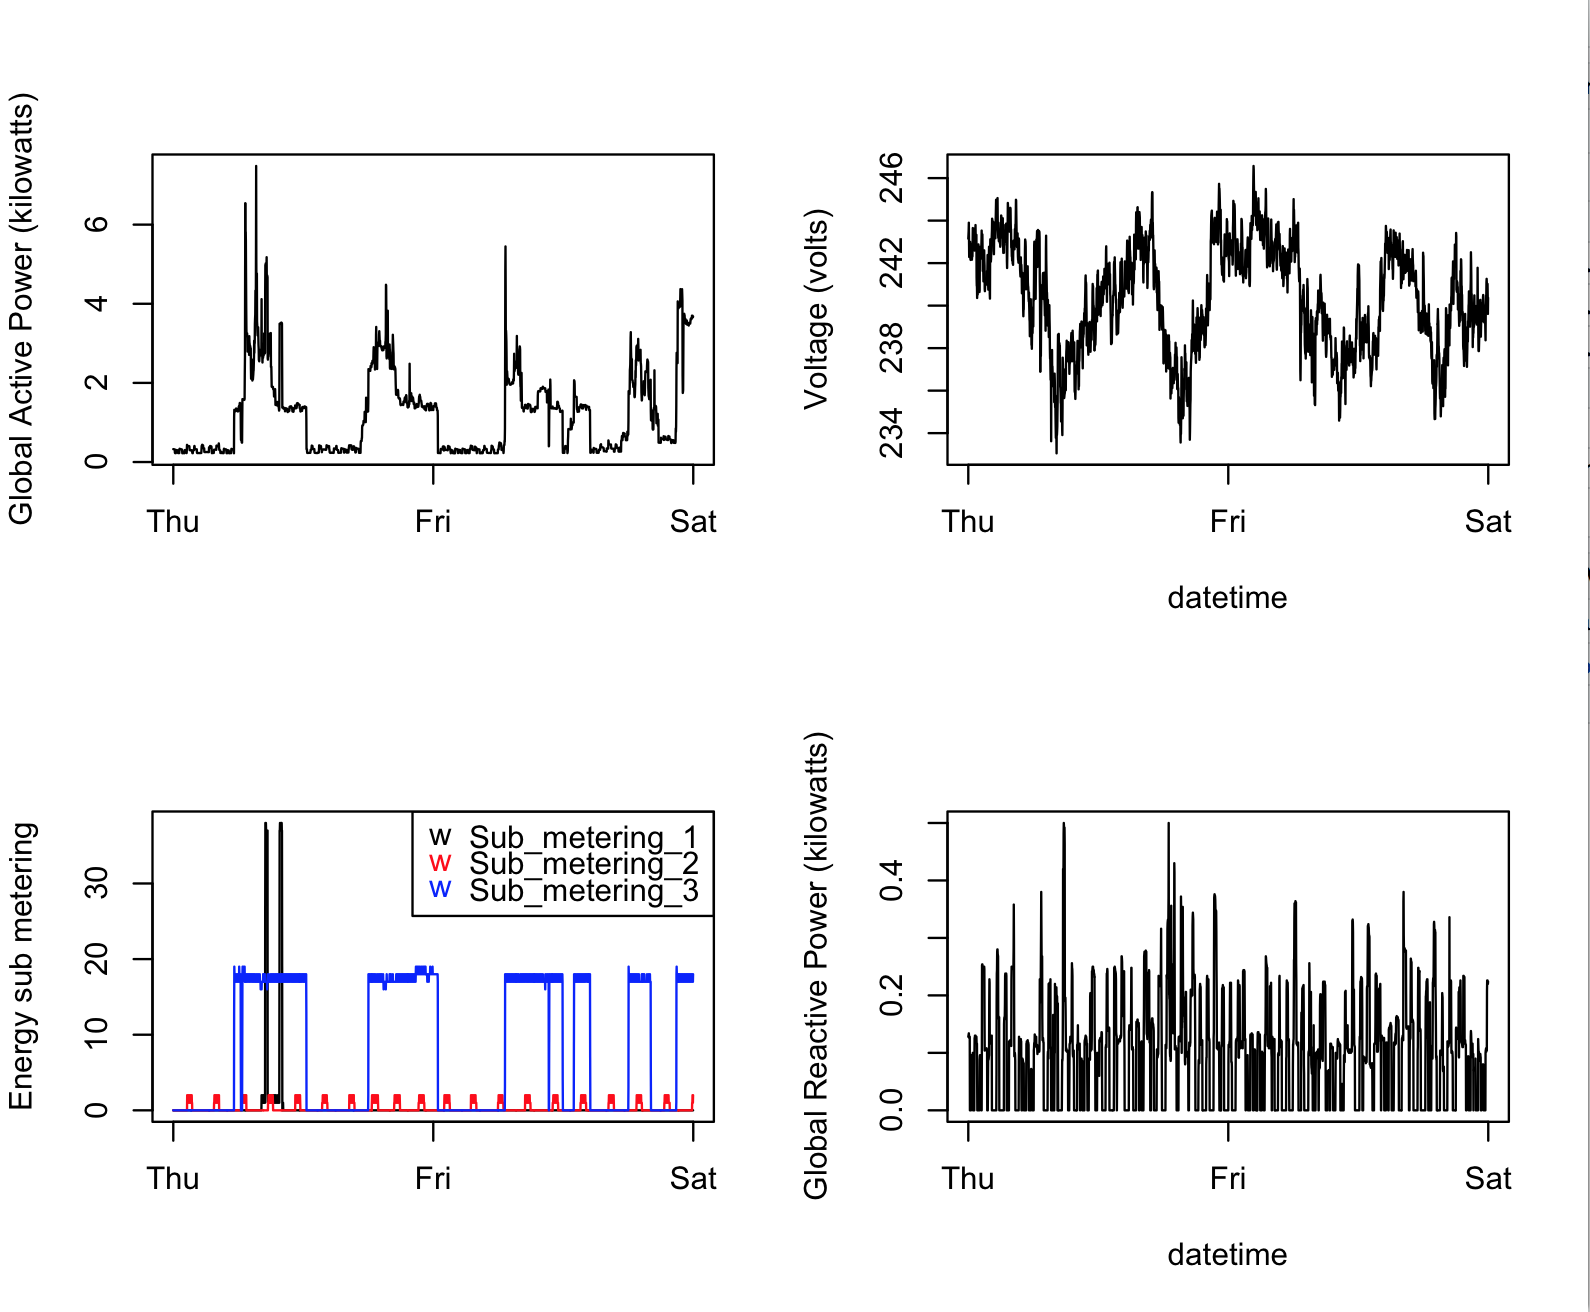 Global Active Power (kilowatts)
0 2 4 6
Thu Fri Sat
Voltage (volts)
234 238 242 246
Thu Fri Sat
datetime
Energy sub metering
0 10 20 30
w Sub_metering_1
w Sub_metering_2
w Sub_metering_3
Thu Fri Sat
Global Reactive Power (kilowatts)
0.0 0.2 0.4
Thu Fri Sat
datetime